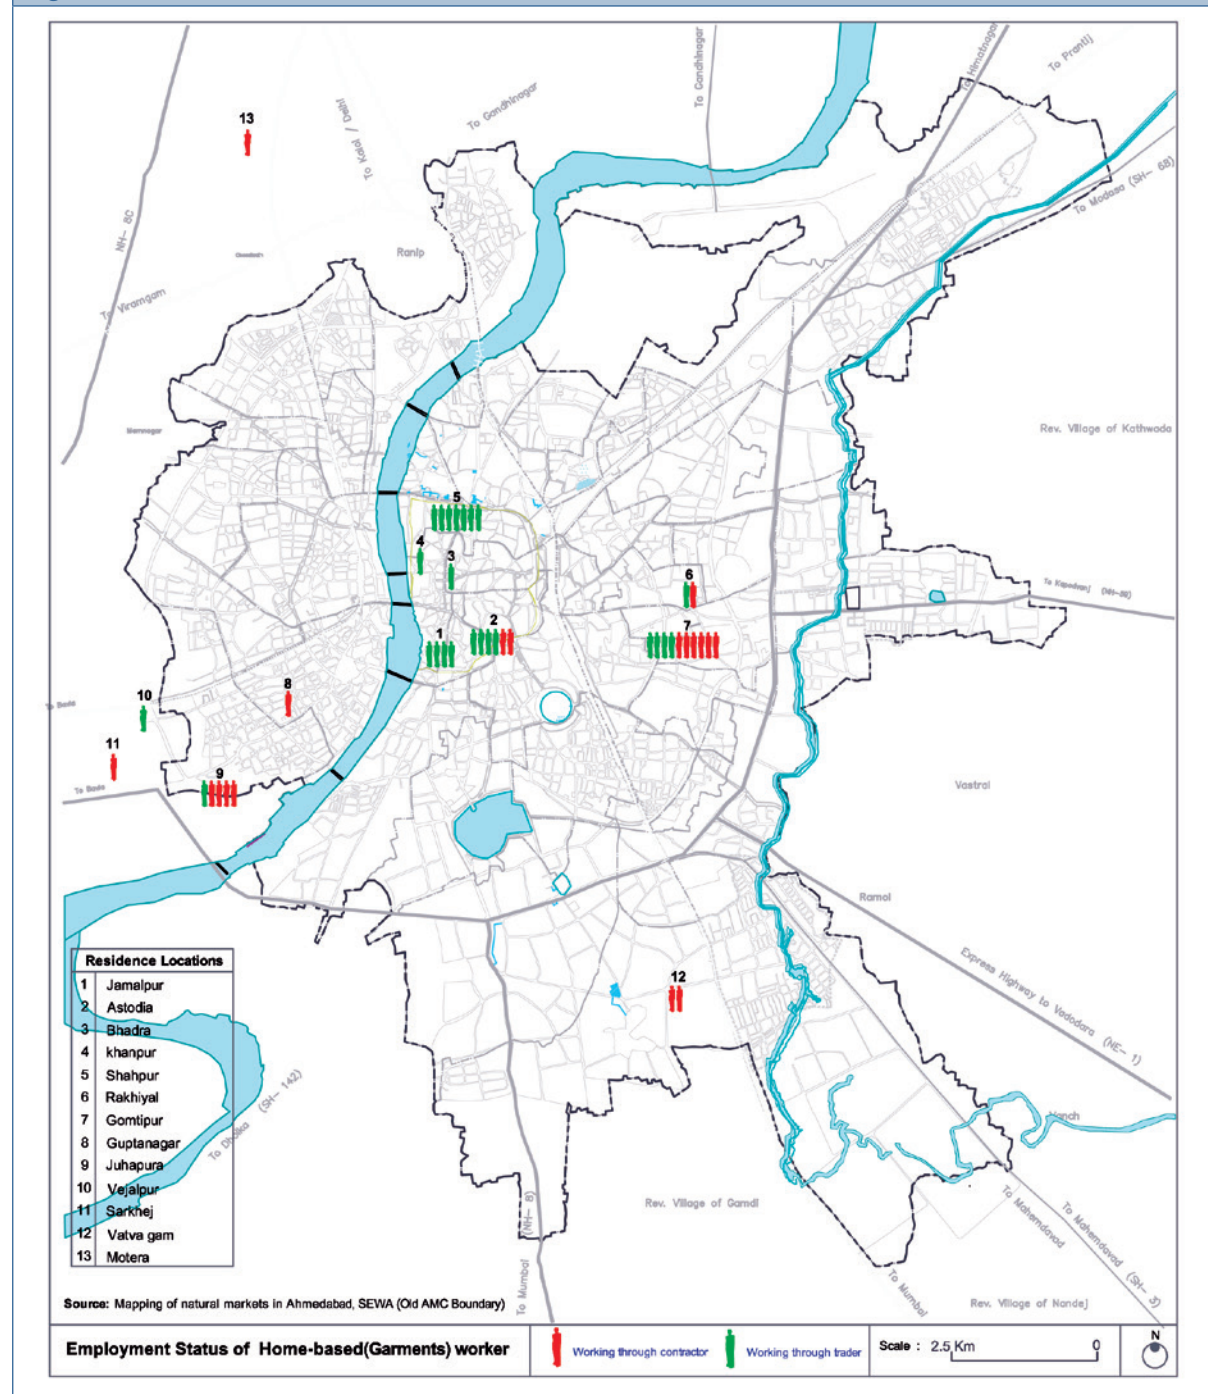 To Gandhinagar
To Himatnagar
To Prantij
To Gandhinagar
To Kalol / Delhi
13
NH- 8C
To Modasa (SH- 68)
Ranip
To Viramgam
Memnagar
Rev. Village of Kathwada
5
4
3
6
To Kapadvanj
2
1
7
8
10
11
9
To Bada
To Bada
Vastral
Ramol
Express Highway to Vadodara (NE- 1)
12
Residence Locations
1 Jamalpur
2 Astodia
3 Bhadra
4 khanpur
5 Shahpur
6 Rakhiyal
7 Gomtipur
8 Guptanagar
9 Juhapura
10 Vejalpur
11 Sarkhej
12 Vatva gam
13 Motera
To Dholka (SH- 142)
Rev. Village of Gamdi
(NH- 8)
To Mumbai
To Mahemdavad
To Mahemdavad (SH- 3)
To Mumbai
Rev. Village of Nandej
Source: Mapping of natural markets in Ahmedabad, SEWA (Old AMC Boundary)
Employment Status of Home-based(Garments) worker
Working through contractor
Working through trader
Scale : 2.5 Km 0
N